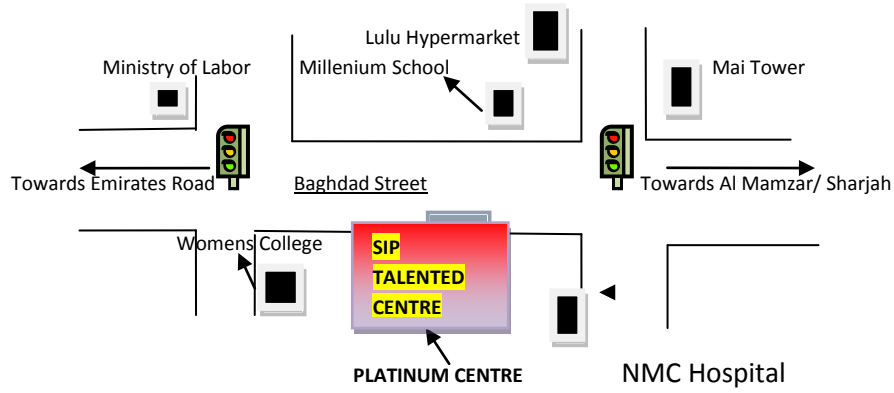 Lulu Hypermarket
Ministry of Labor
Millenium School
Mai Tower
Towards Emirates Road
Baghdad Street
Towards Al Mamzar/ Sharjah
Womens College
SIP
TALENTED
CENTRE
PLATINUM CENTRE
NMC Hospital